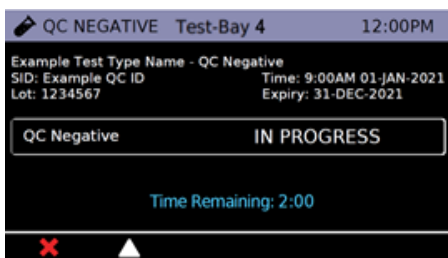 QC NEGATIVE Test-Bay 4 12:00PM
Example Test Type Name - QC Negative
SID: Example QC ID Time: 9:00AM 01-JAN-2021
Lot: 1234567 Expiry: 31-DEC-2021
QC Negative IN PROGRESS
Time Remaining: 2:00